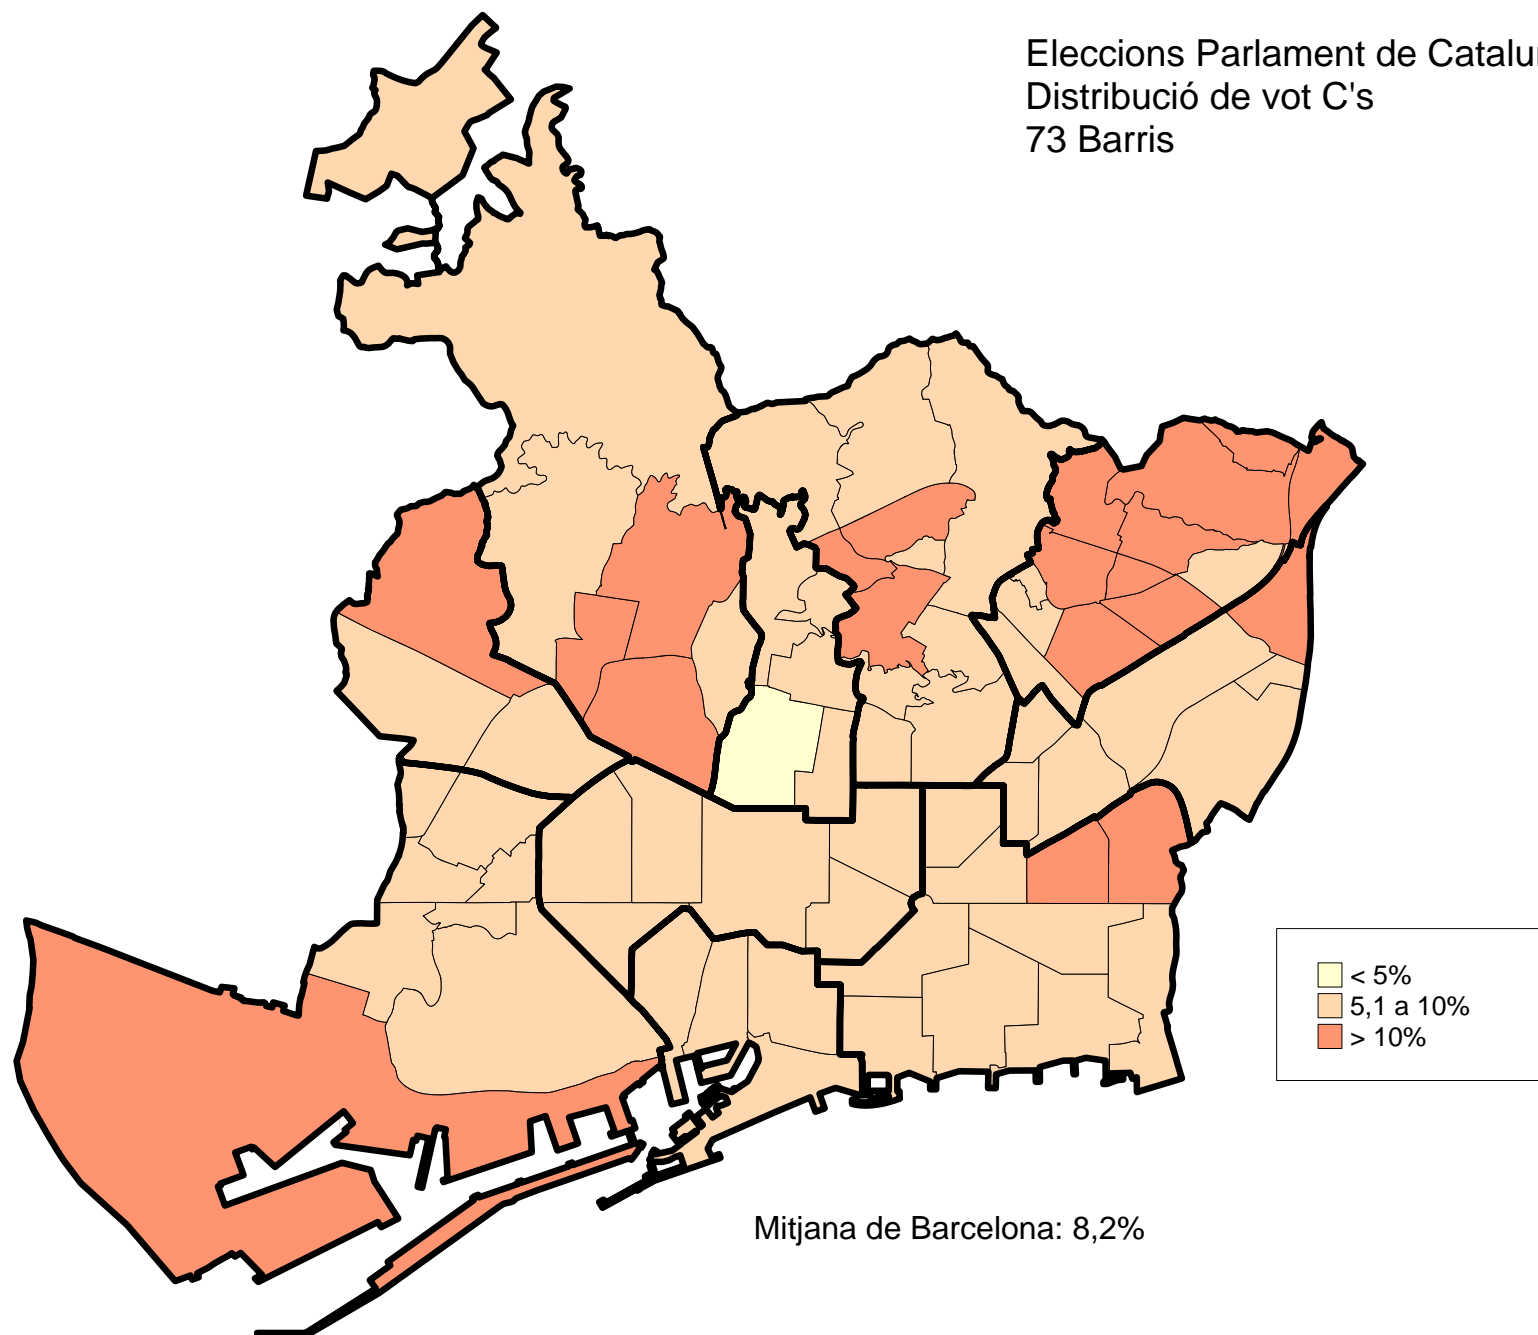 Eleccions Parlament de Catalu
Distribució de vot C's
73 Barris
< 5%
5,1 a 10%
> 10%
Mitjana de Barcelona: 8,2%